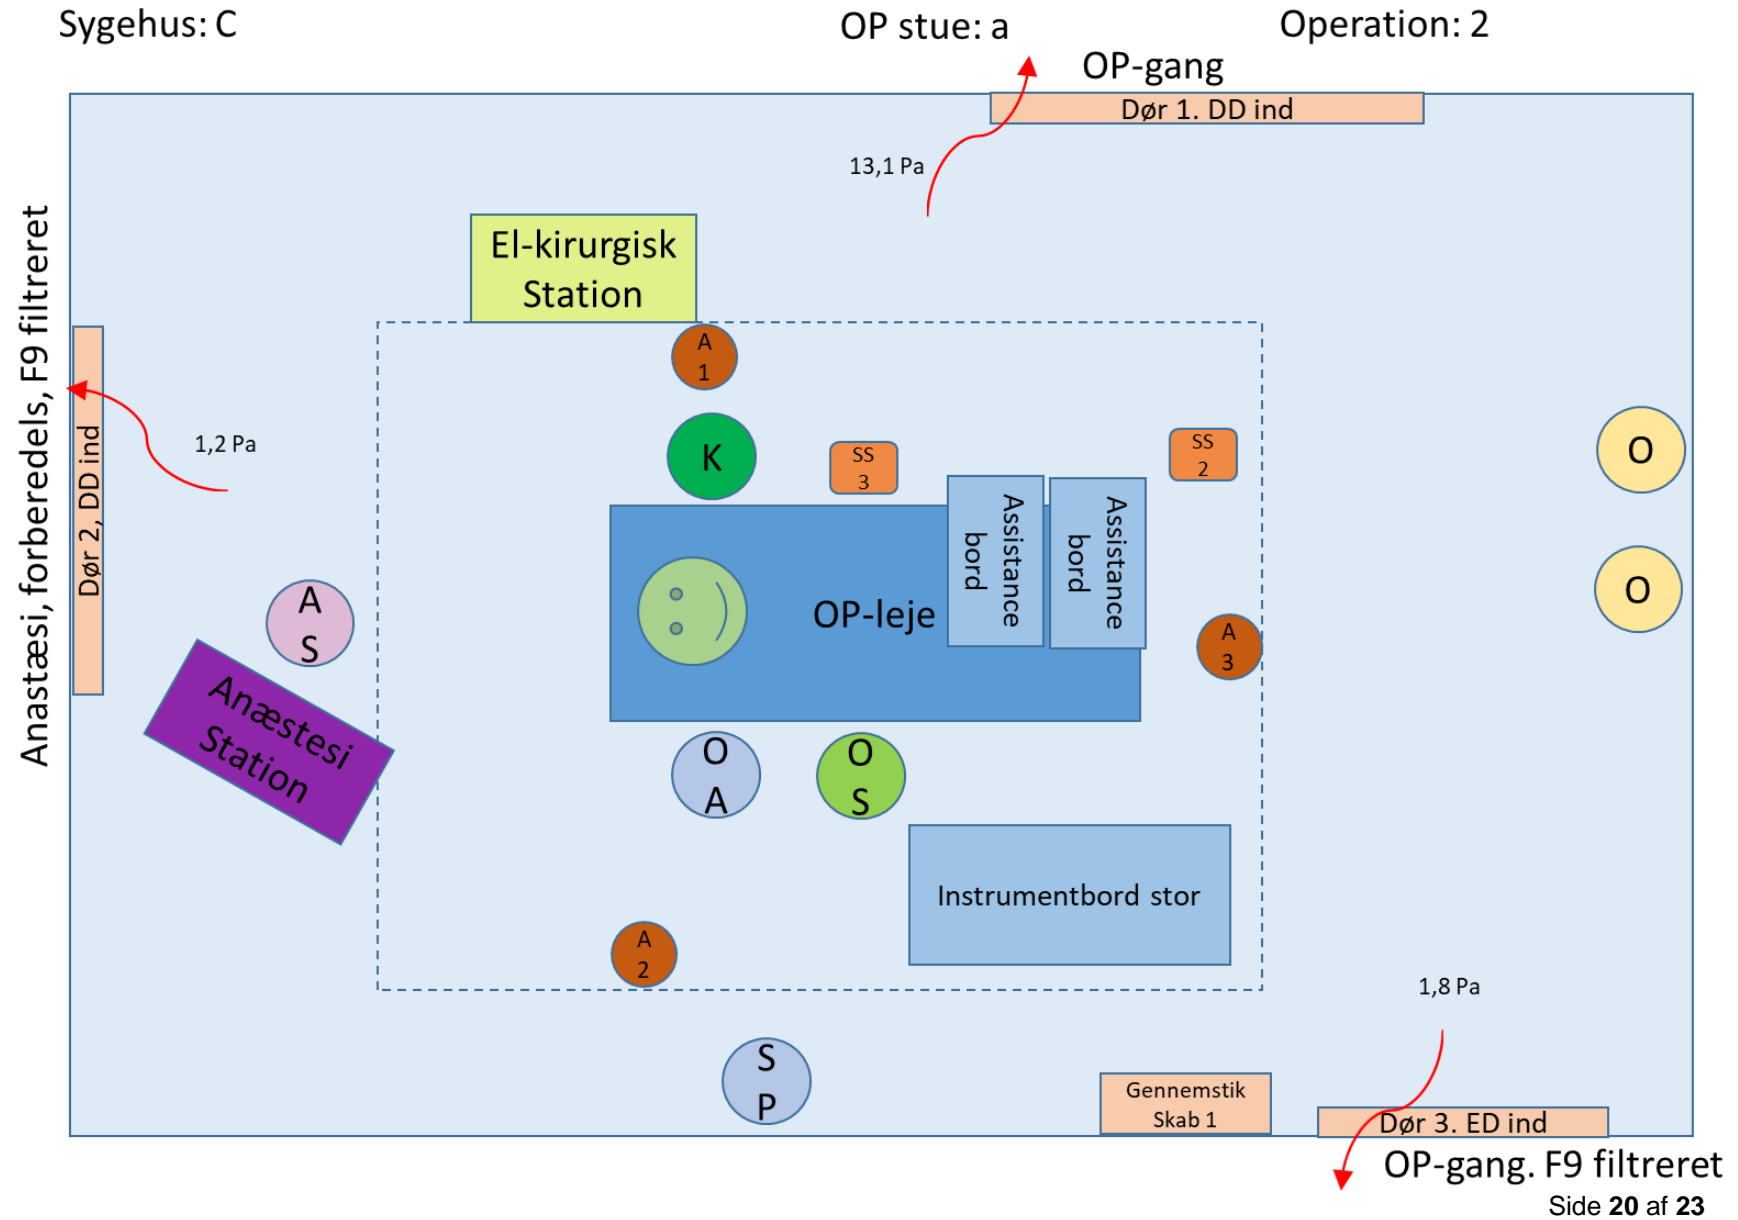 Sygehus: C
OP stue: a
Operation: 2
OP-gang
Dør 1. DD ind
13,1 Pa
El-kirurgisk
Station
Anastæsi, forberedels, F9 filtreret
Dør 2, DD ind
1,2 Pa
A
1
K
SS
3
SS
2
O
O
Assistance
bord
Assistance
bord
OP-leje
A
S
A
3
Anæstesi
Station
O
A
O
S
Instrumentbord stor
A
2
1,8 Pa
S
P
Gennemstik
Skab 1
Dør 3. ED ind
OP-gang. F9 filtreret
Side 20 af 23